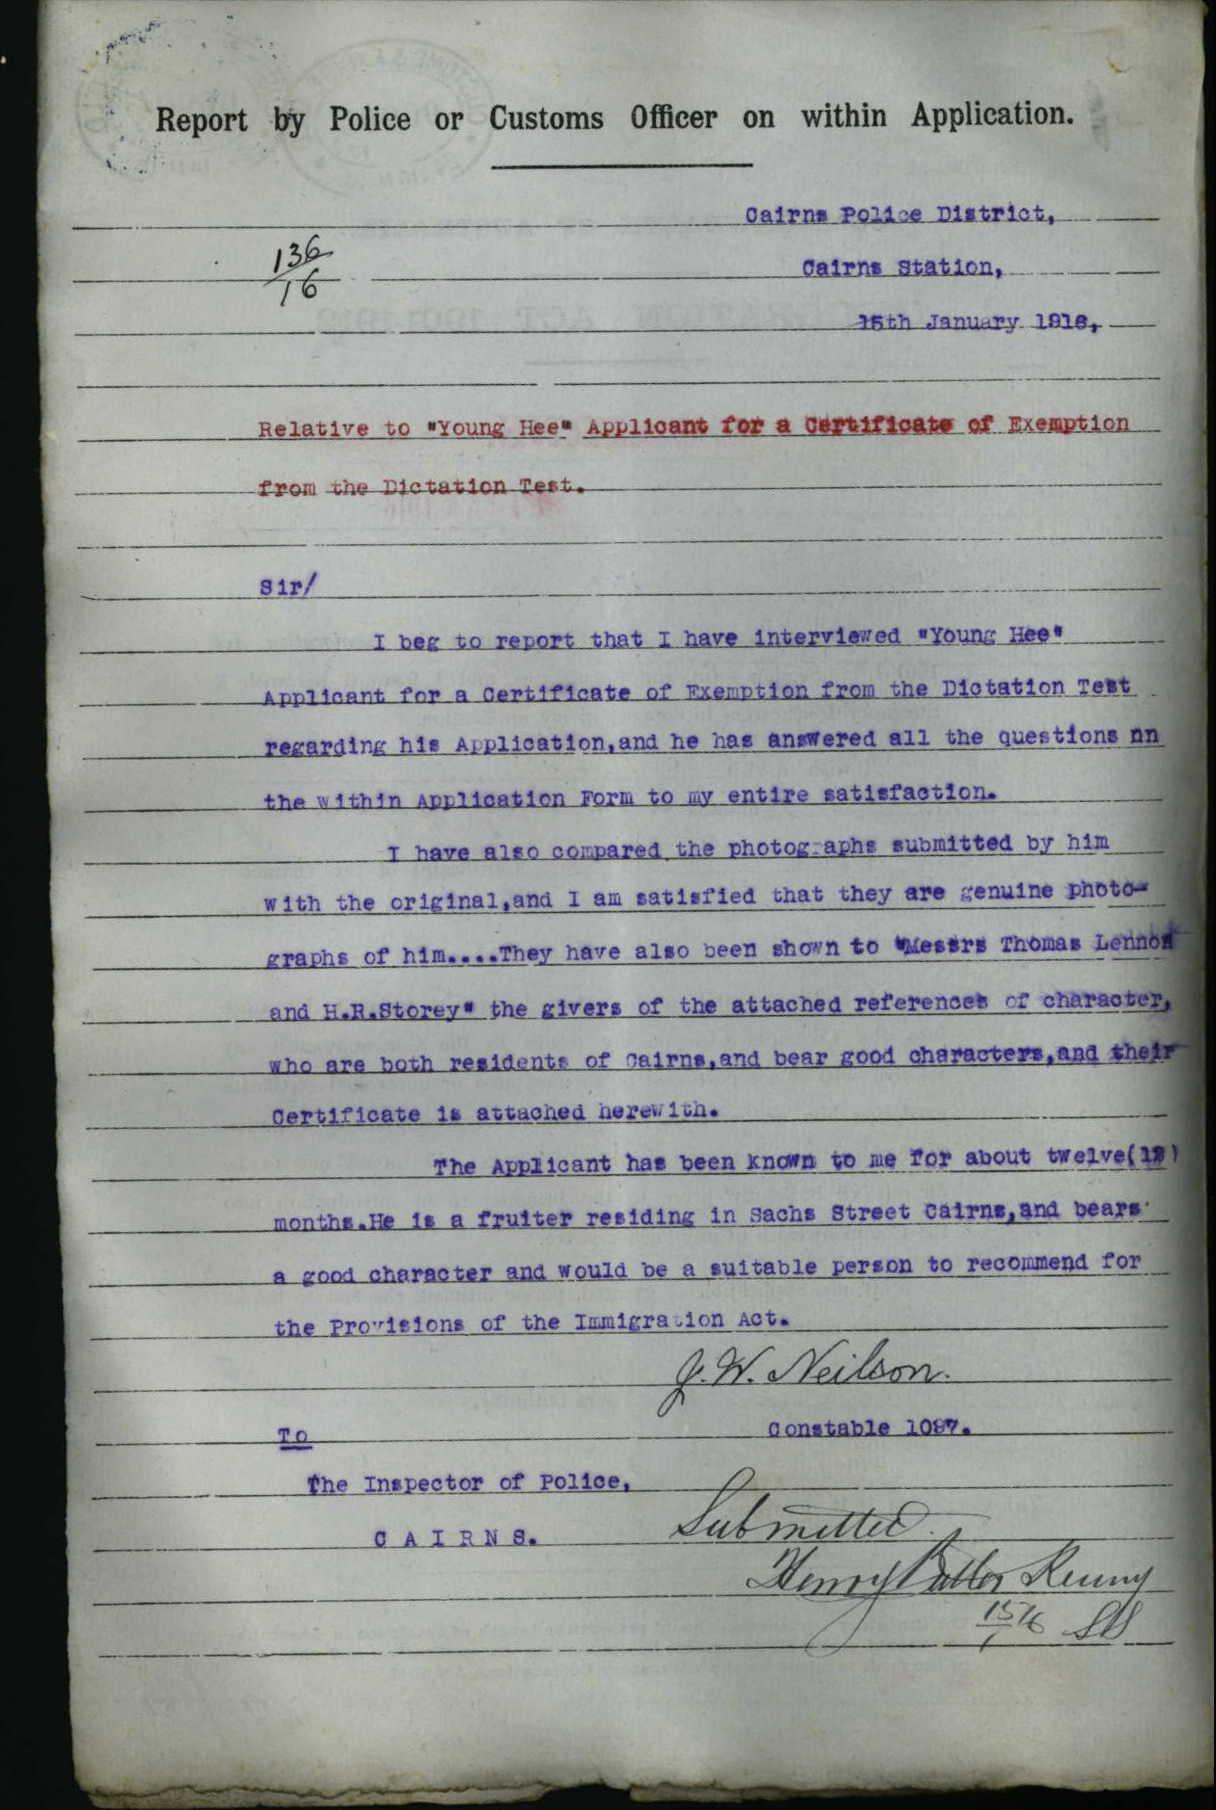 Report by Police or Customs Officer on within Application.
Cairns Police District,
136/16
Cairns Station,
15th January 1916,
Relative to "Young Hee" Applicant for a Certificate of Exemption
from the Dictation Test.
Sir/
I beg to report that I have interviewed "Young Hee"
Applicant for a Certificate of Exemption from the Dictation Test
regarding his Application,and he has answered all the questions nn
the within Application Form to my entire satisfaction.
I have also compared the photographs submitted by him
with the original,and I am satisfied that they are genuine photo-
graphs of him....They have also been shown to "Messrs Thomas Lennon
and H.R.Storey" the givers of the attached references of character,
who are both residents of Cairns,and bear good characters,and their
Certificate is attached herewith.
The Applicant has been known to me for about twelve(12)
months.He is a fruiter residing in Sachs Street Cairns,and bears
a good character and would be a suitable person to recommend for
the Provisions of the Immigration Act.
J. W. Neilson.
Constable 1087.
To
The Inspector of Police,
C A I R N S.
Submitted.
Henry Renny
15/1/16 SS